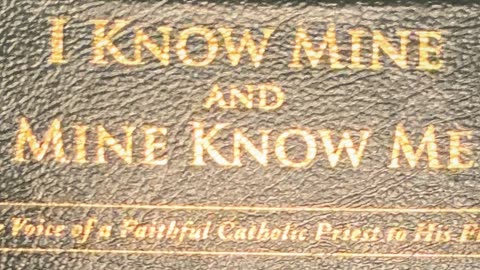 I KNOW MINE
AND
MINE KNOW ME
Voice of a Faithful Catholic Priest to His